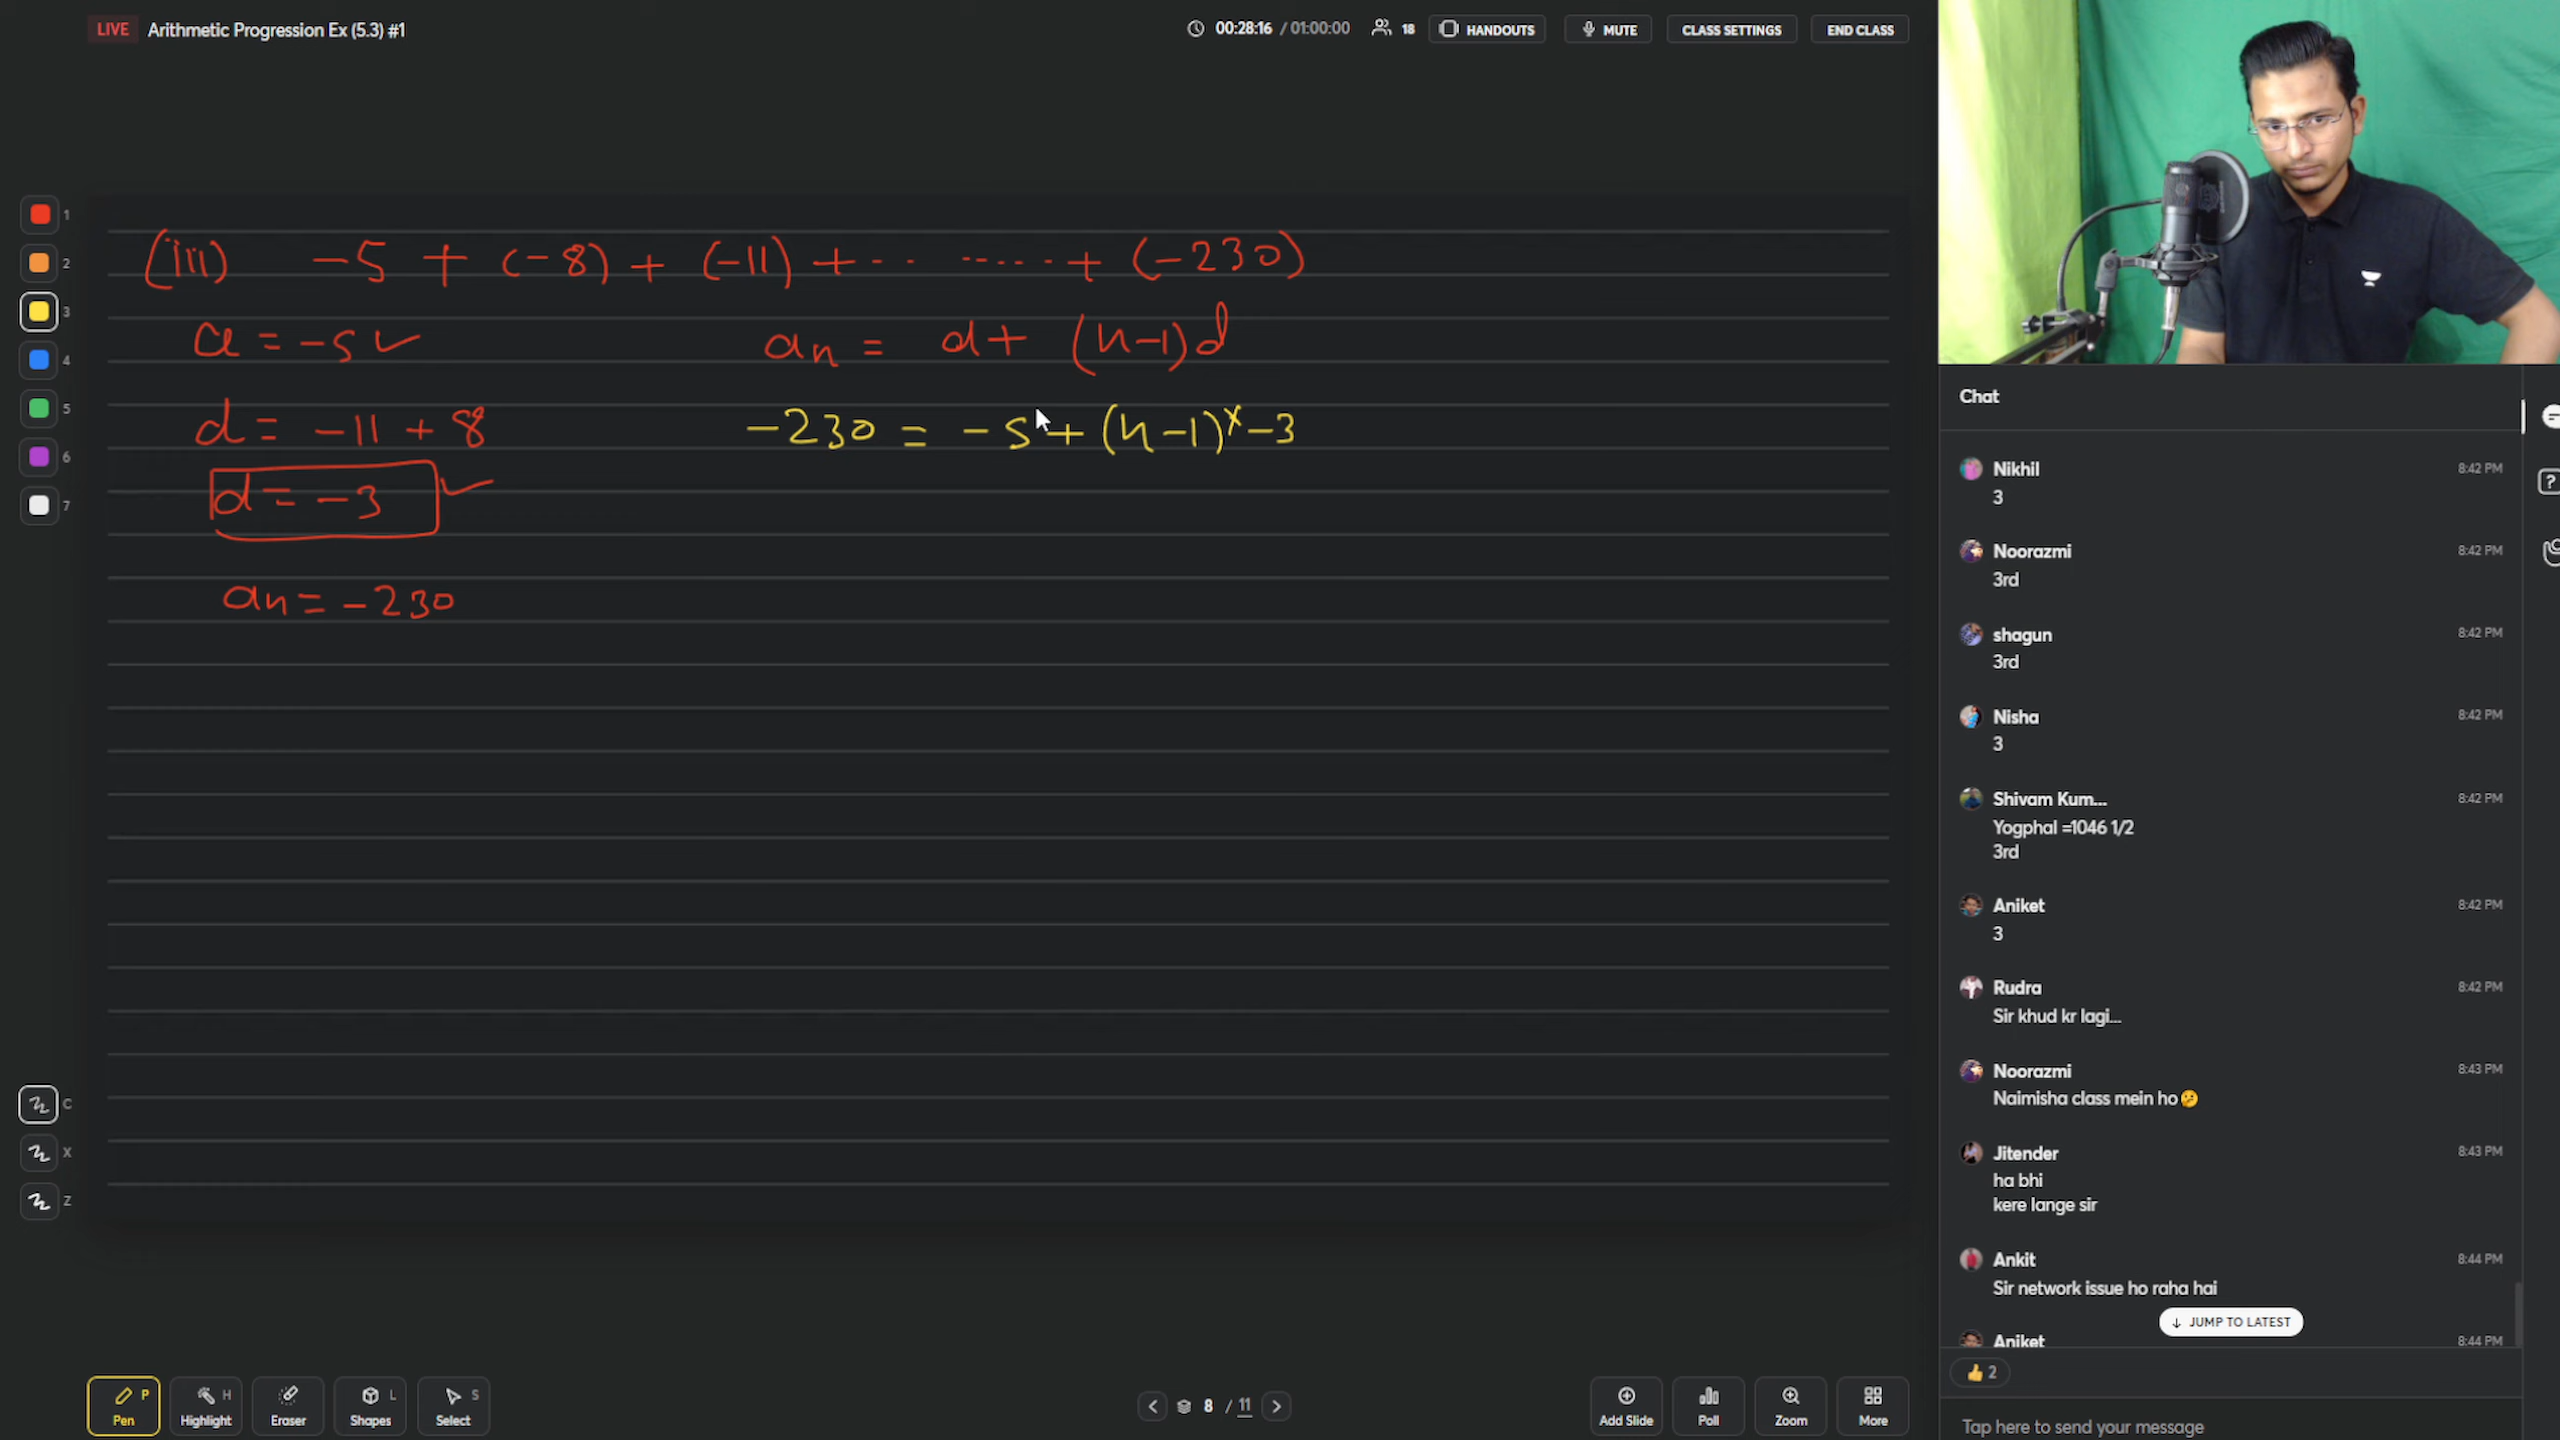 LIVE Arithmetic Progression Ex (5.3) #1
00:28:16 / 01:00:00 18 HANDOUTS MUTE CLASS SETTINGS END CLASS
1
2
3
4
5
6
7
(iii) -5 + (-8) + (-11) + .. ..... + (-230)
a = -5
an = a + (n-1)d
d = -11 + 8
-230 = -5 + (n-1)x-3
d = -3
an = -230
C
X
Z
P Pen
H Highlight
Eraser
L Shapes
S Select
8 / 11
Add Slide
Poll
Zoom
More
Chat
Nikhil 8:42 PM
3
Noorazmi 8:42 PM
3rd
shagun 8:42 PM
3rd
Nisha 8:42 PM
3
Shivam Kum... 8:42 PM
Yogphal =1046 1/2
3rd
Aniket 8:42 PM
3
Rudra 8:42 PM
Sir khud kr lagi...
Noorazmi 8:43 PM
Naimisha class mein ho🤔
Jitender 8:43 PM
ha bhi
kere lange sir
Ankit 8:44 PM
Sir network issue ho raha hai
JUMP TO LATEST
Aniket 8:44 PM
👍 2
Tap here to send your message